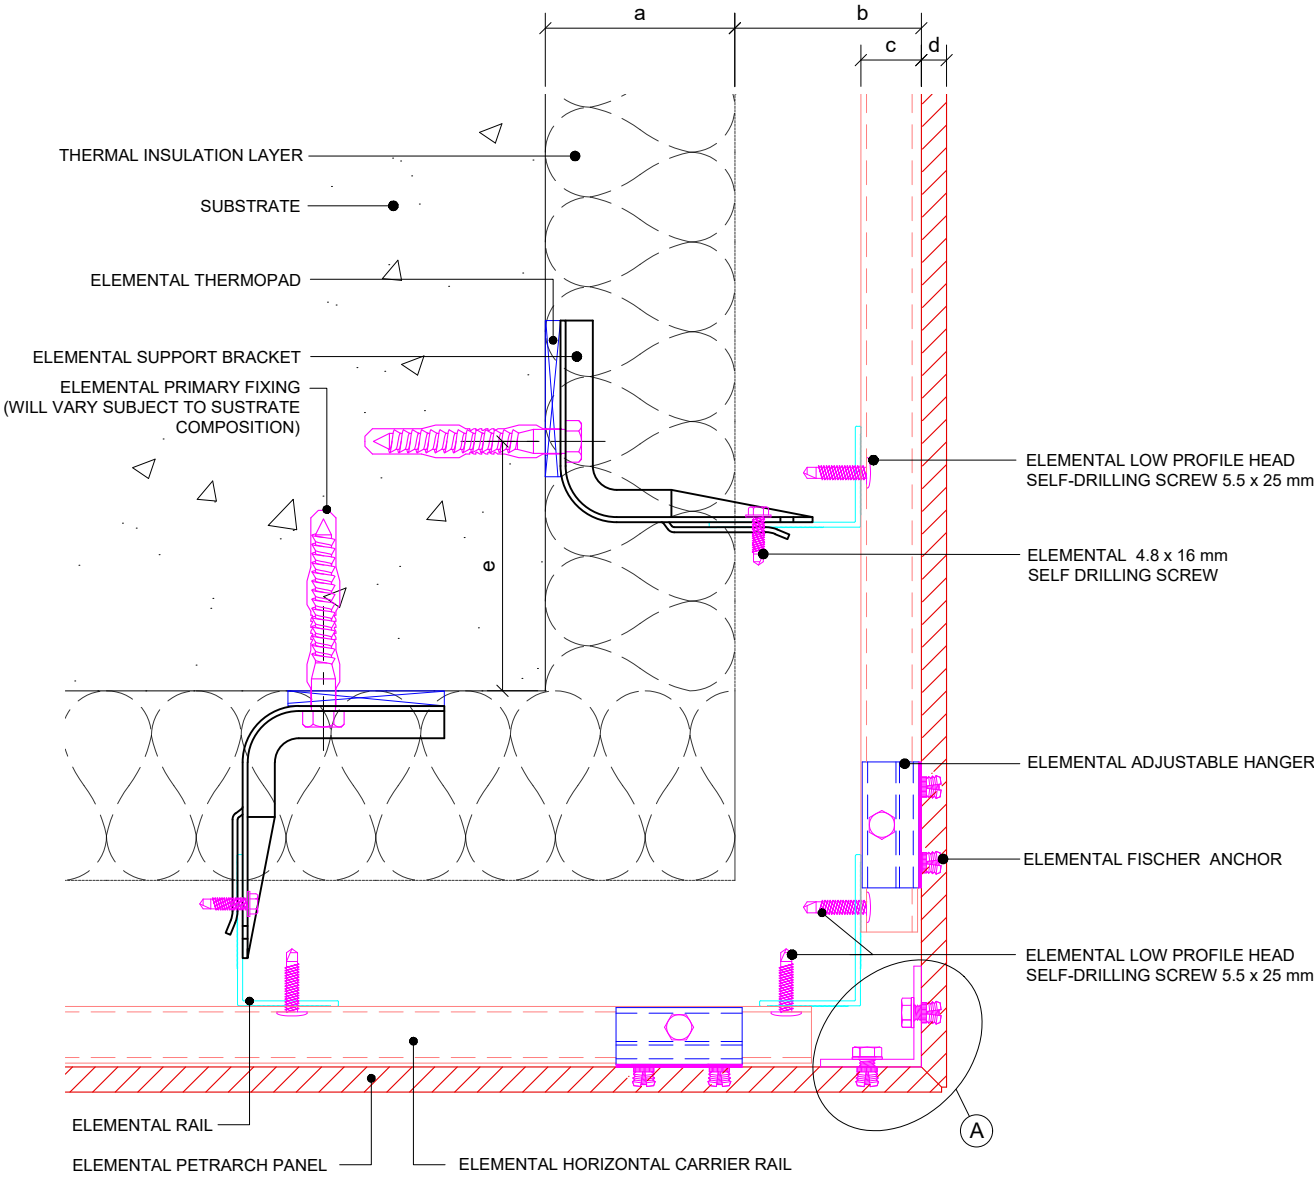 a
b
c
d
THERMAL INSULATION LAYER
SUBSTRATE
ELEMENTAL THERMOPAD
ELEMENTAL SUPPORT BRACKET
ELEMENTAL PRIMARY FIXING
(WILL VARY SUBJECT TO SUSTRATE
COMPOSITION)
e
ELEMENTAL LOW PROFILE HEAD
SELF-DRILLING SCREW 5.5 x 25 mm
ELEMENTAL 4.8 x 16 mm
SELF DRILLING SCREW
ELEMENTAL ADJUSTABLE HANGER
ELEMENTAL FISCHER ANCHOR
ELEMENTAL LOW PROFILE HEAD
SELF-DRILLING SCREW 5.5 x 25 mm
A
ELEMENTAL RAIL
ELEMENTAL PETRARCH PANEL
ELEMENTAL HORIZONTAL CARRIER RAIL